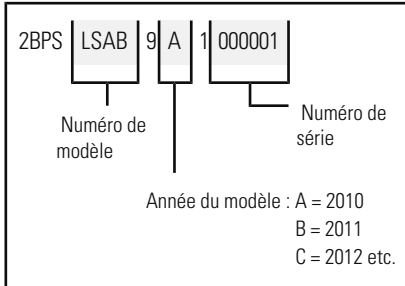 2BPS LSAB 9 A 1 000001
Numéro de
modèle
Numéro de
série
Année du modèle : A = 2010
B = 2011
C = 2012 etc.